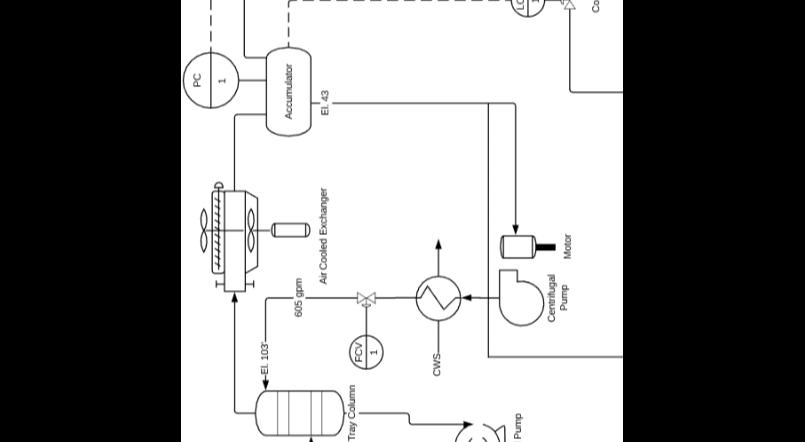 LC
1
Co
PC
1
Accumulator
El. 43
Air Cooled Exchanger
Motor
605 gpm
Centrifugal
Pump
FCV
1
CWS
El. 103'
Tray Column
Pump